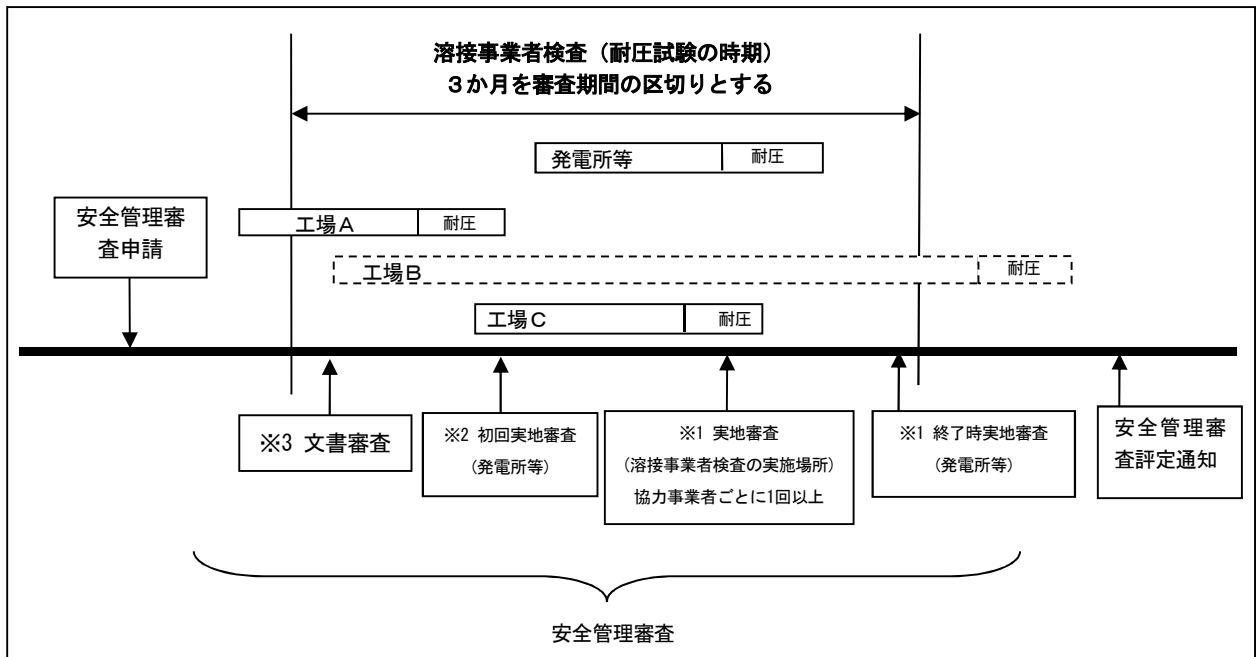 溶接事業者検査（耐圧試験の時期）
３か月を審査期間の区切りとする
発電所等
耐圧
安全管理審
査申請
工場Ａ
耐圧
工場Ｂ
耐圧
工場Ｃ
耐圧
※3 文書審査
※2 初回実地審査
(発電所等)
※1 実地審査
(溶接事業者検査の実施場所)
協力事業者ごとに1回以上
※1 終了時実地審査
(発電所等)
安全管理審
査評定通知
安全管理審査